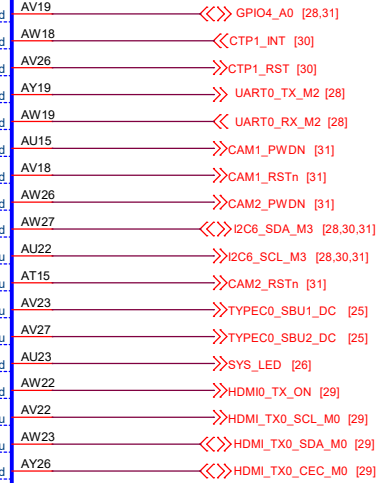 d AV19 GPIO4_A0 [28,31]
d AW18 CTP1_INT [30]
d AV26 CTP1_RST [30]
d AY19 UART0_TX_M2 [28]
d AW19 UART0_RX_M2 [28]
d AU15 CAM1_PWDN [31]
d AV18 CAM1_RSTn [31]
d AW26 CAM2_PWDN [31]
d AW27 I2C6_SDA_M3 [28,30,31]
u AU22 I2C6_SCL_M3 [28,30,31]
u AT15 CAM2_RSTn [31]
u AV23 TYPEC0_SBU1_DC [25]
u AV27 TYPEC0_SBU2_DC [25]
u AU23 SYS_LED [26]
d AW22 HDMI0_TX_ON [29]
u AV22 HDMI_TX0_SCL_M0 [29]
u AW23 HDMI_TX0_SDA_M0 [29]
u AY26 HDMI_TX0_CEC_M0 [29]